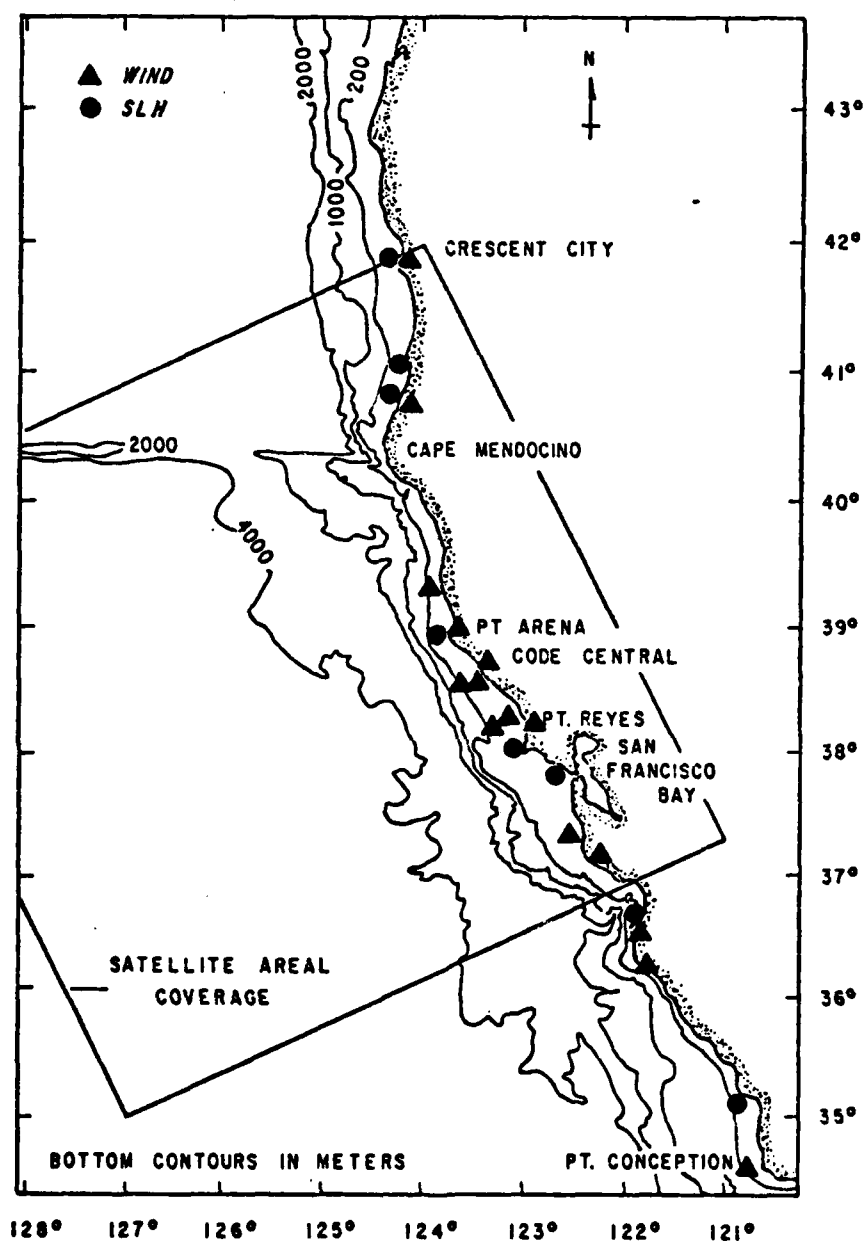 2000
200
WIND
SLH
N
43°
1000
42°
CRESCENT CITY
41°
2000
CAPE MENDOCINO
40°
4000
39°
PT ARENA
CODE CENTRAL
PT. REYES
38°
SAN
FRANCISCO
BAY
37°
SATELLITE AREAL
COVERAGE
36°
35°
BOTTOM CONTOURS IN METERS
PT. CONCEPTION
128° 127° 126° 125° 124° 123° 122° 121°